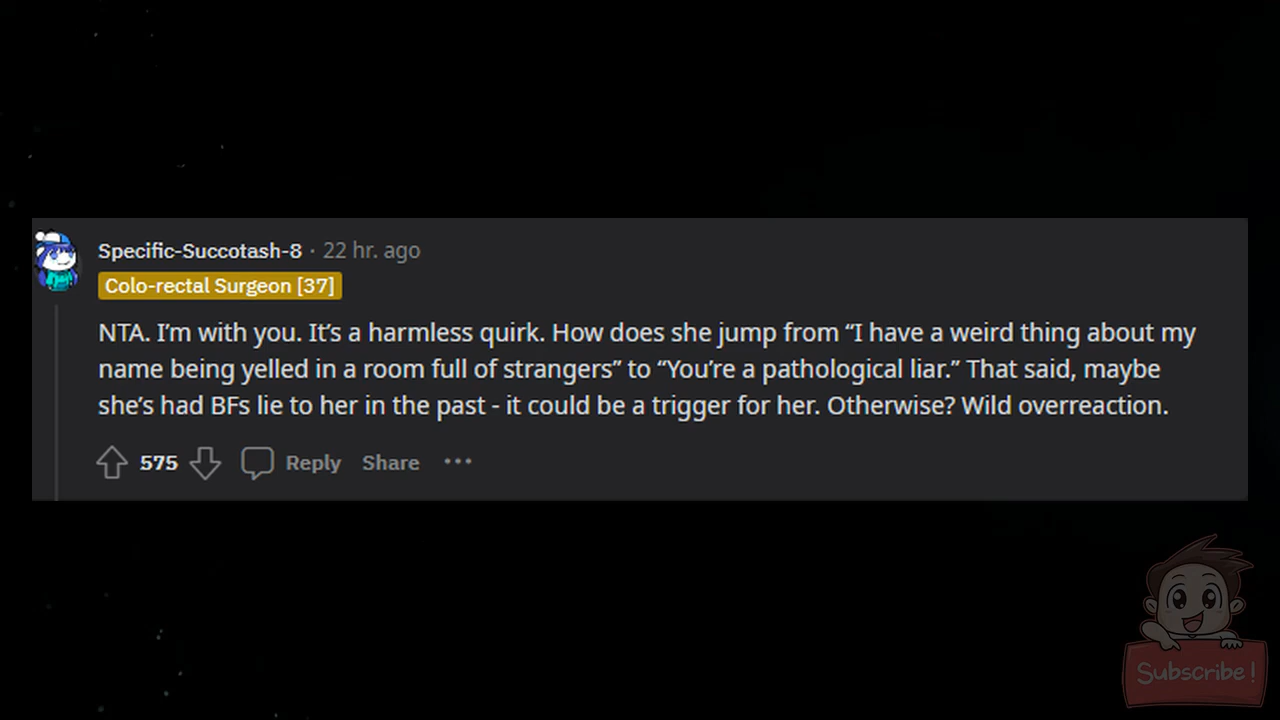 Specific-Succotash-8 · 22 hr. ago
Colo-rectal Surgeon [37]
NTA. I’m with you. It’s a harmless quirk. How does she jump from “I have a weird thing about my
name being yelled in a room full of strangers” to “You’re a pathological liar.” That said, maybe
she’s had BFs lie to her in the past - it could be a trigger for her. Otherwise? Wild overreaction.
575 Reply Share ···
Subscribe!